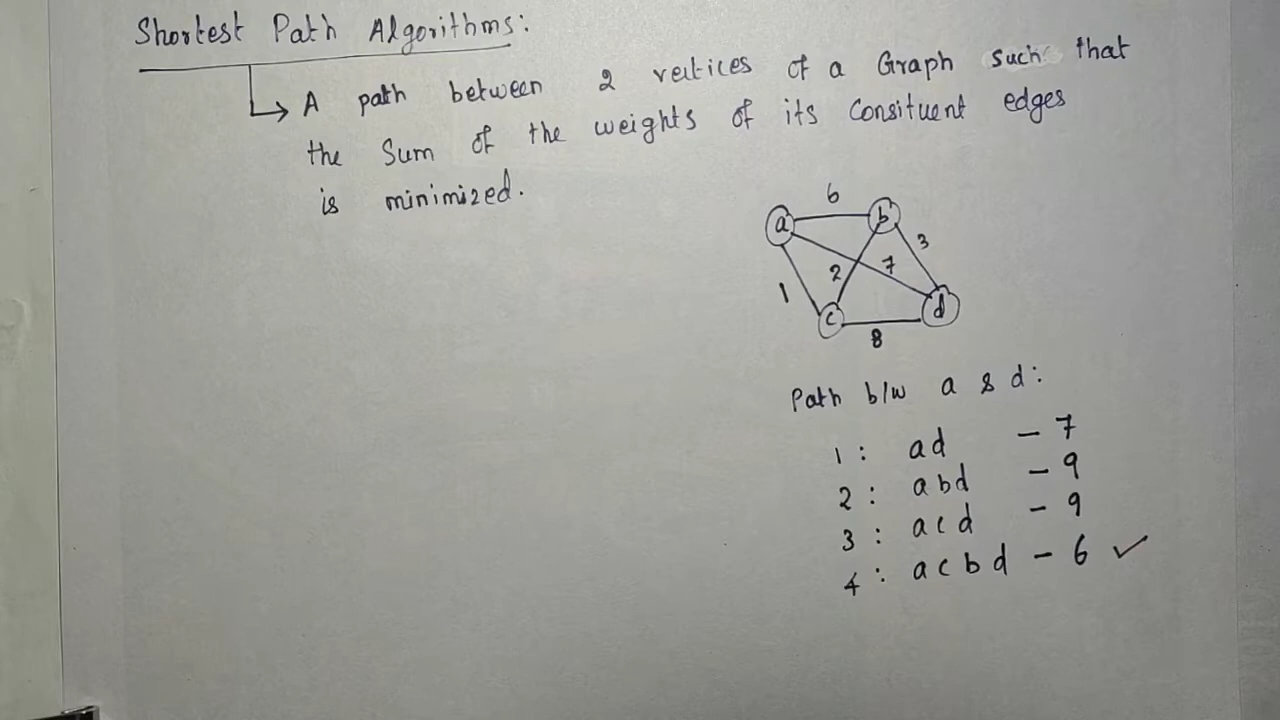 Shortest Path Algorithms:
A path between 2 vertices of a Graph such that
the Sum of the weights of its Consituent edges
is minimized.
6
a b
3
2 7
1
c d
8
Path b/w a & d:
1: ad - 7
2: abd - 9
3: acd - 9
4: acbd - 6 ✓